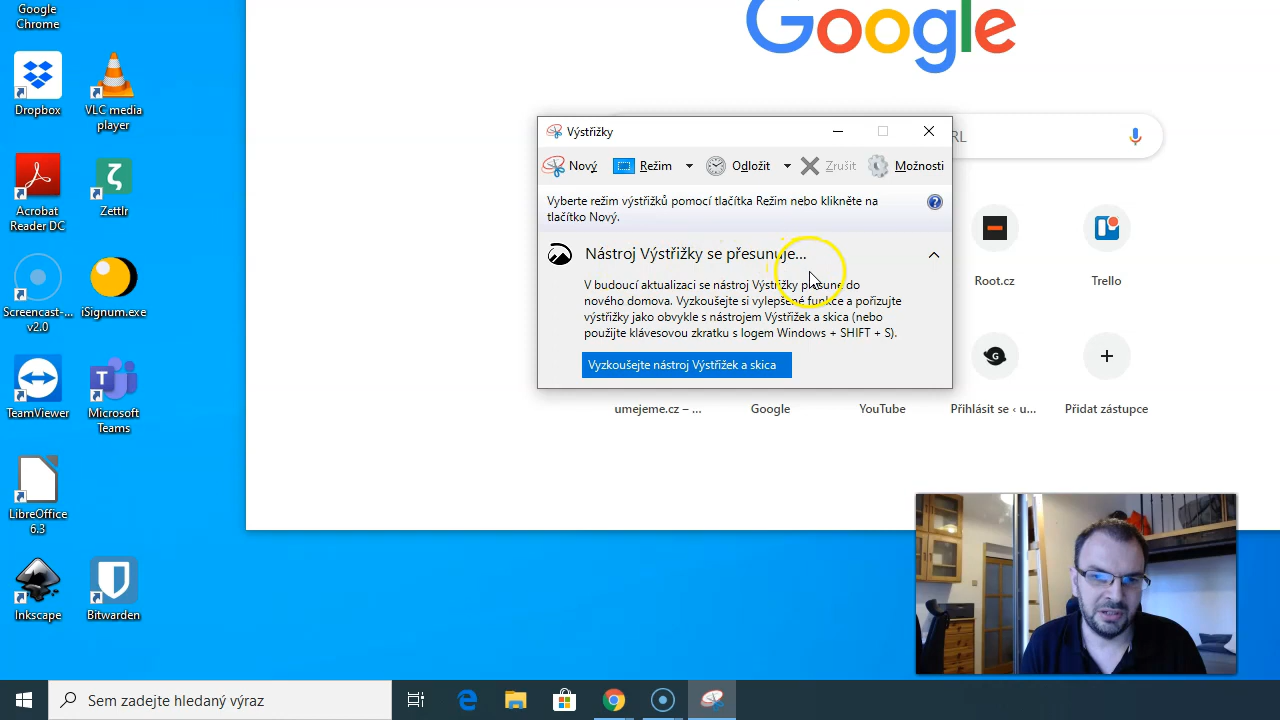 Google
Chrome
Dropbox
VLC media
player
Acrobat
Reader DC
Zettlr
Screencast-...
v2.0
iSignum.exe
TeamViewer
Microsoft
Teams
LibreOffice
6.3
Inkscape
Bitwarden
Google
RL
Výstřižky
Nový
Režim
Odložit
Zrušit
Možnosti
Vyberte režim výstřižků pomocí tlačítka Režim nebo klikněte na
tlačítko Nový.
Nástroj Výstřižky se přesunuje...
V budoucí aktualizaci se nástroj Výstřižky přesune do
nového domova. Vyzkoušejte si vylepšené funkce a pořizujte
výstřižky jako obvykle s nástrojem Výstřižek a skica (nebo
použijte klávesovou zkratku s logem Windows + SHIFT + S).
Vyzkoušejte nástroj Výstřižek a skica
Root.cz
Trello
umejeme.cz – ...
Google
YouTube
Přihlásit se ‹ u...
Přidat zástupce
Sem zadejte hledaný výraz